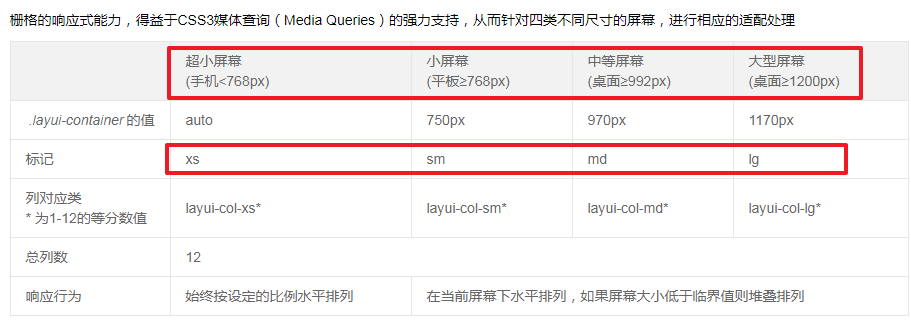 栅格的响应式能力，得益于CSS3媒体查询（Media Queries）的强力支持，从而针对四类不同尺寸的屏幕，进行相应的适配处理
超小屏幕 小屏幕 中等屏幕 大型屏幕
(手机<768px) (平板≥768px) (桌面≥992px) (桌面≥1200px)
.layui-container 的值 auto 750px 970px 1170px
标记 xs sm md lg
列对应类
* 为1-12的等分数值 layui-col-xs* layui-col-sm* layui-col-md* layui-col-lg*
总列数 12
响应行为 始终按设定的比例水平排列 在当前屏幕下水平排列，如果屏幕大小低于临界值则堆叠排列